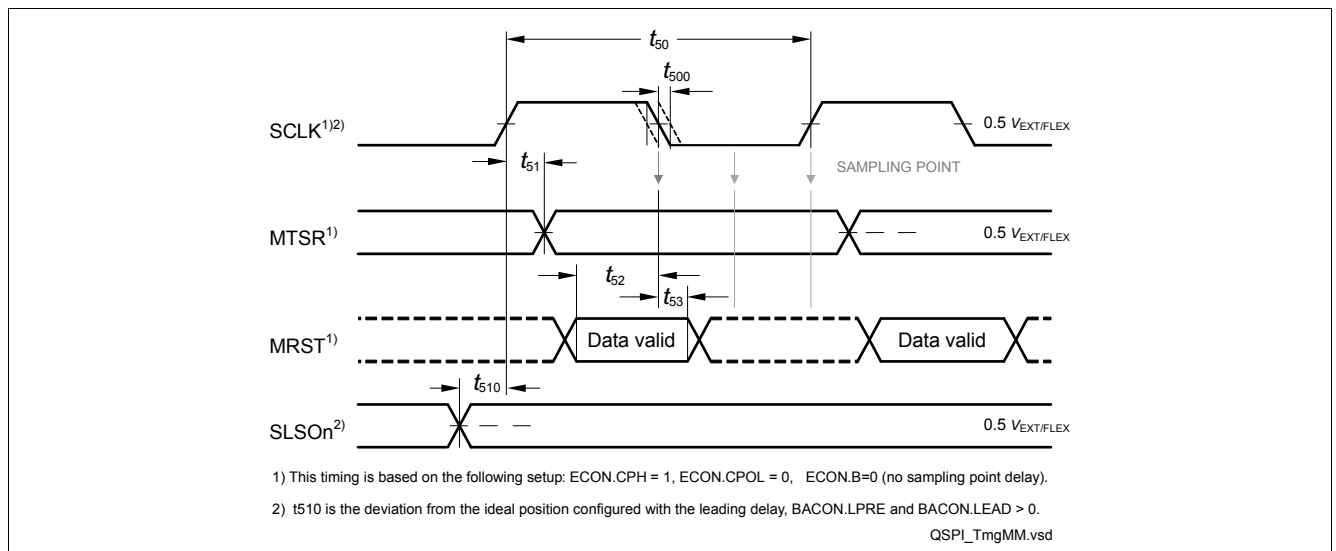 t50
t500
SCLK1)2)
0.5 VEXT/FLEX
t51
SAMPLING POINT
MTSR1)
0.5 VEXT/FLEX
t52
t53
MRST1)
Data valid
Data valid
t510
SLSOn2)
0.5 VEXT/FLEX
1) This timing is based on the following setup: ECON.CPH = 1, ECON.CPOL = 0, ECON.B=0 (no sampling point delay).
2) t510 is the deviation from the ideal position configured with the leading delay, BACON.LPRE and BACON.LEAD > 0.
QSPI_TmgMM.vsd